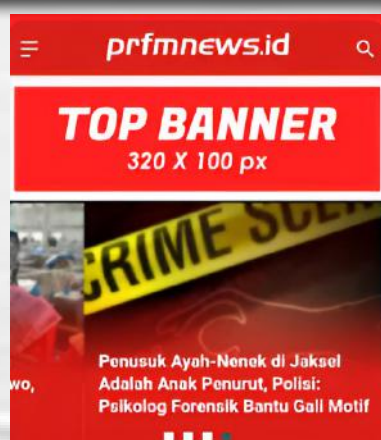 prfmnews.id
TOP BANNER
320 X 100 px
CRIME SCENE
wo,
Penusuk Ayah-Nenek di Jaksel
Adalah Anak Penurut, Polisi:
Psikolog Forensik Bantu Gali Motif